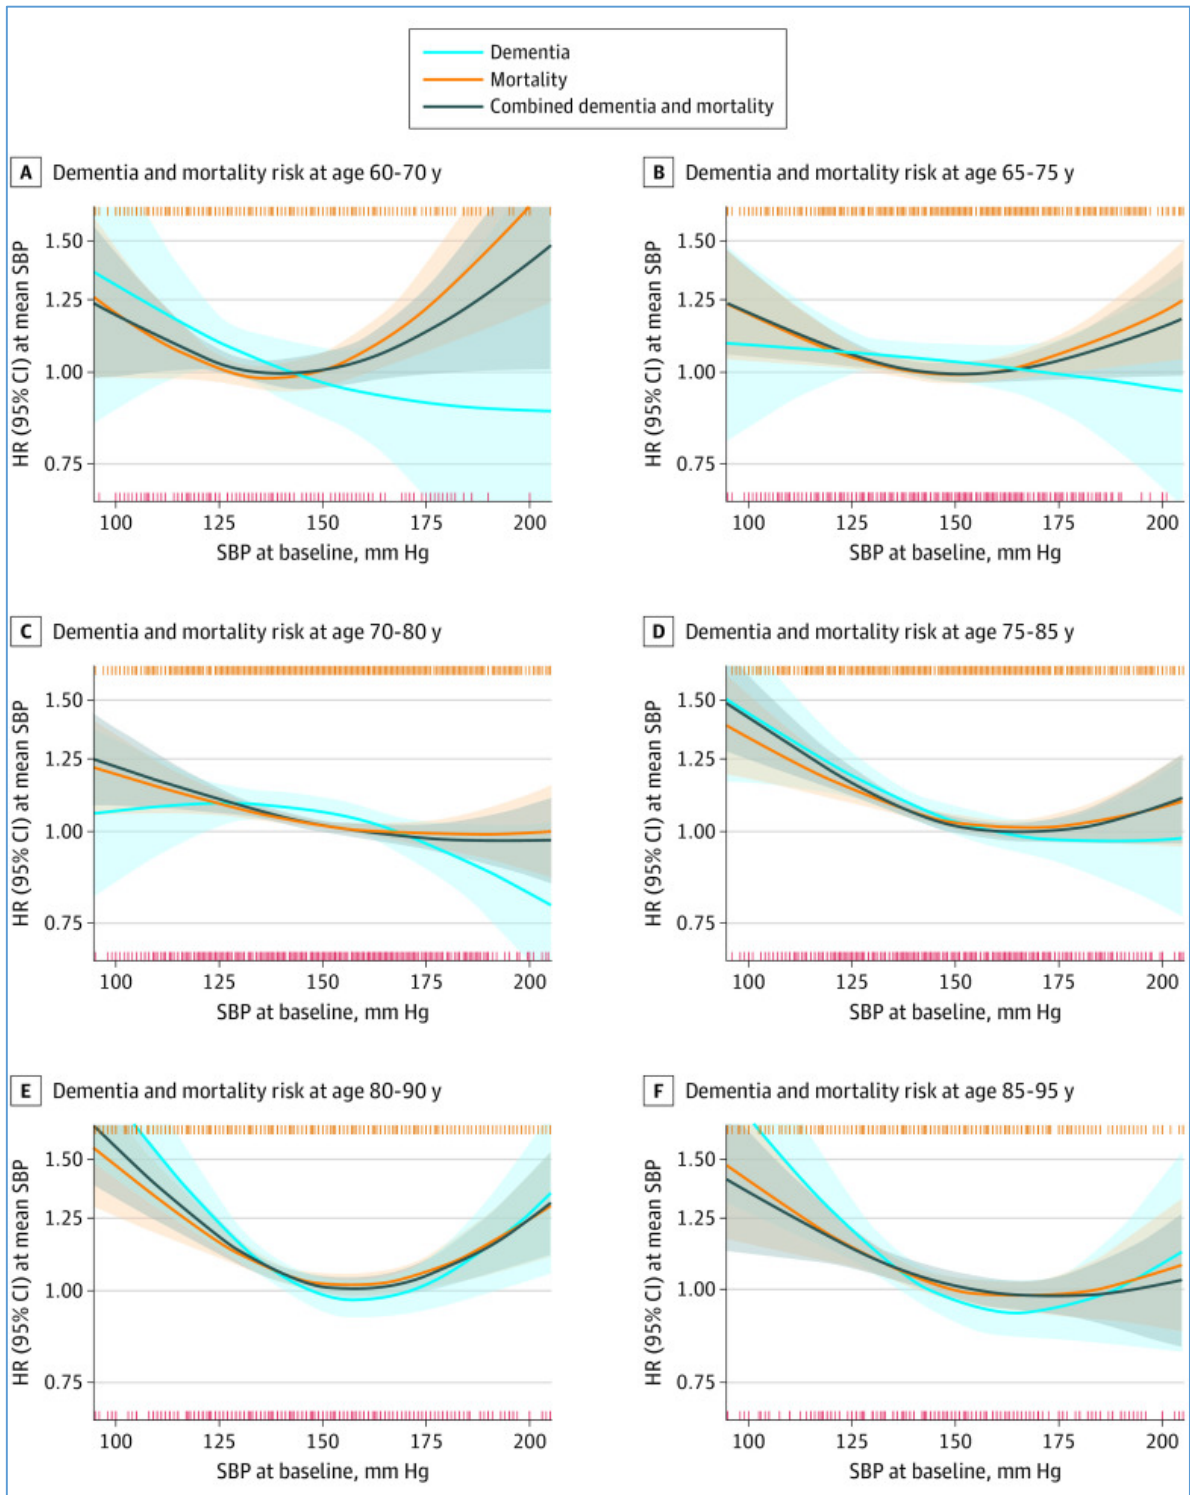 Dementia
Mortality
Combined dementia and mortality
A Dementia and mortality risk at age 60-70 y
HR (95% CI) at mean SBP
1.50
1.25
1.00
0.75
100 125 150 175 200
SBP at baseline, mm Hg
B Dementia and mortality risk at age 65-75 y
HR (95% CI) at mean SBP
1.50
1.25
1.00
0.75
100 125 150 175 200
SBP at baseline, mm Hg
C Dementia and mortality risk at age 70-80 y
HR (95% CI) at mean SBP
1.50
1.25
1.00
0.75
100 125 150 175 200
SBP at baseline, mm Hg
D Dementia and mortality risk at age 75-85 y
HR (95% CI) at mean SBP
1.50
1.25
1.00
0.75
100 125 150 175 200
SBP at baseline, mm Hg
E Dementia and mortality risk at age 80-90 y
HR (95% CI) at mean SBP
1.50
1.25
1.00
0.75
100 125 150 175 200
SBP at baseline, mm Hg
F Dementia and mortality risk at age 85-95 y
HR (95% CI) at mean SBP
1.50
1.25
1.00
0.75
100 125 150 175 200
SBP at baseline, mm Hg